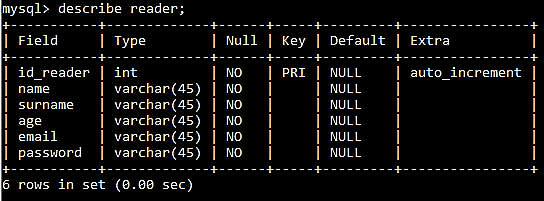 mysql> describe reader;
+-----------+-------------+------+-----+---------+----------------+
| Field     | Type        | Null | Key | Default | Extra          |
+-----------+-------------+------+-----+---------+----------------+
| id_reader | int         | NO   | PRI | NULL    | auto_increment |
| name      | varchar(45) | NO   |     | NULL    |                |
| surname   | varchar(45) | NO   |     | NULL    |                |
| age       | varchar(45) | NO   |     | NULL    |                |
| email     | varchar(45) | NO   |     | NULL    |                |
| password  | varchar(45) | NO   |     | NULL    |                |
+-----------+-------------+------+-----+---------+----------------+
6 rows in set (0.00 sec)